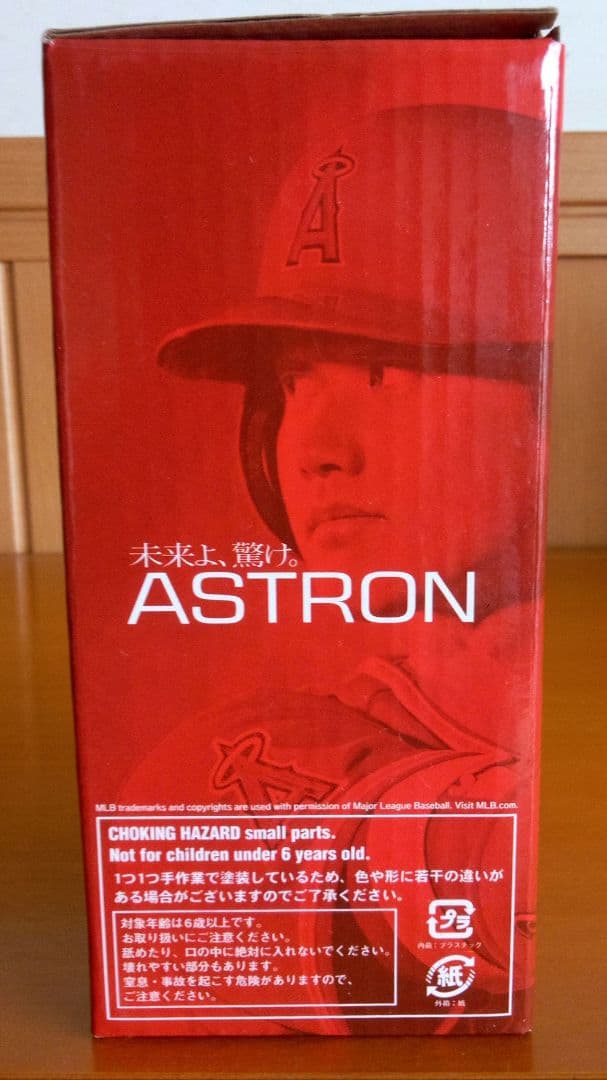 A
未来よ、驚け。
ASTRON
A
MLB trademarks and copyrights are used with permission of Major League Baseball. Visit MLB.com.
CHOKING HAZARD small parts.
Not for children under 6 years old.
1つ1つ手作業で塗装しているため、色や形に若干の違いが
ある場合がございますのでご了承ください。
対象年齢は6歳以上です。
お取り扱いにご注意ください。
舐めたり、口の中に絶対に入れないでください。
壊れやすい部分もあります。
窒息・事故を起こす危険がありますので、
ご注意ください。
プラ
内品：プラスチック
紙
外箱：紙